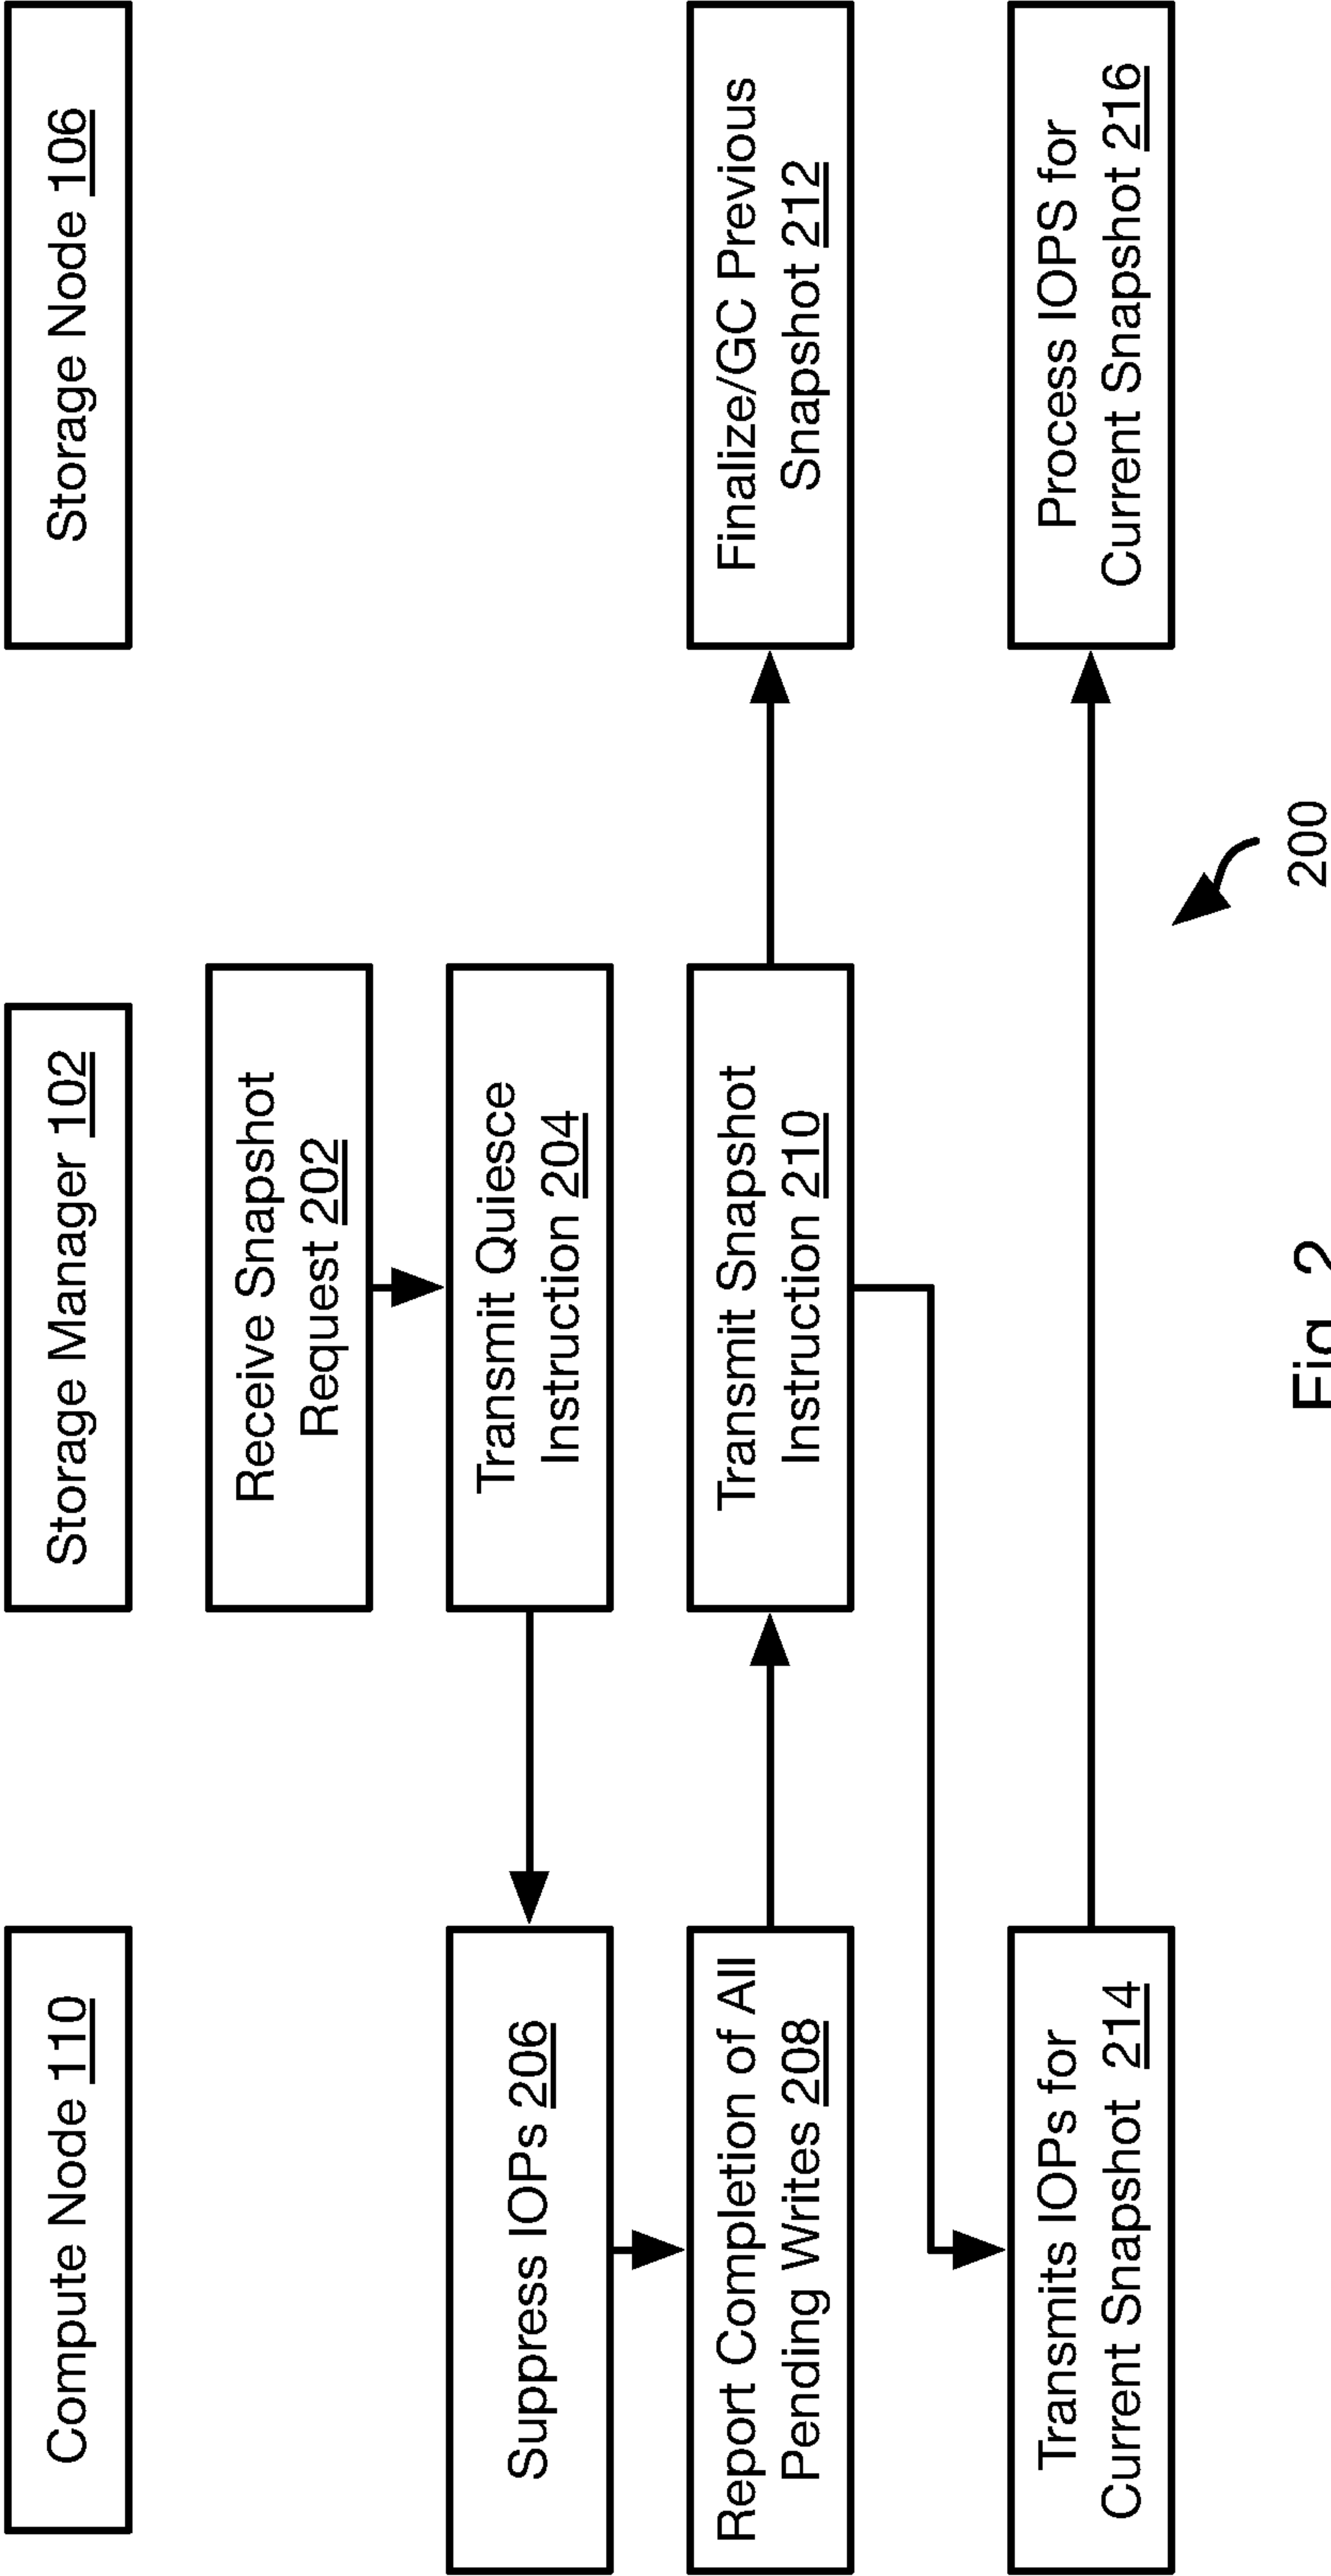 Compute Node 110
Storage Manager 102
Storage Node 106
Receive Snapshot
Request 202
Transmit Quiesce
Instruction 204
Suppress IOPs 206
Report Completion of All
Pending Writes 208
Transmit Snapshot
Instruction 210
Finalize/GC Previous
Snapshot 212
Transmits IOPs for
Current Snapshot 214
Process IOPS for
Current Snapshot 216
200
Fig. 2